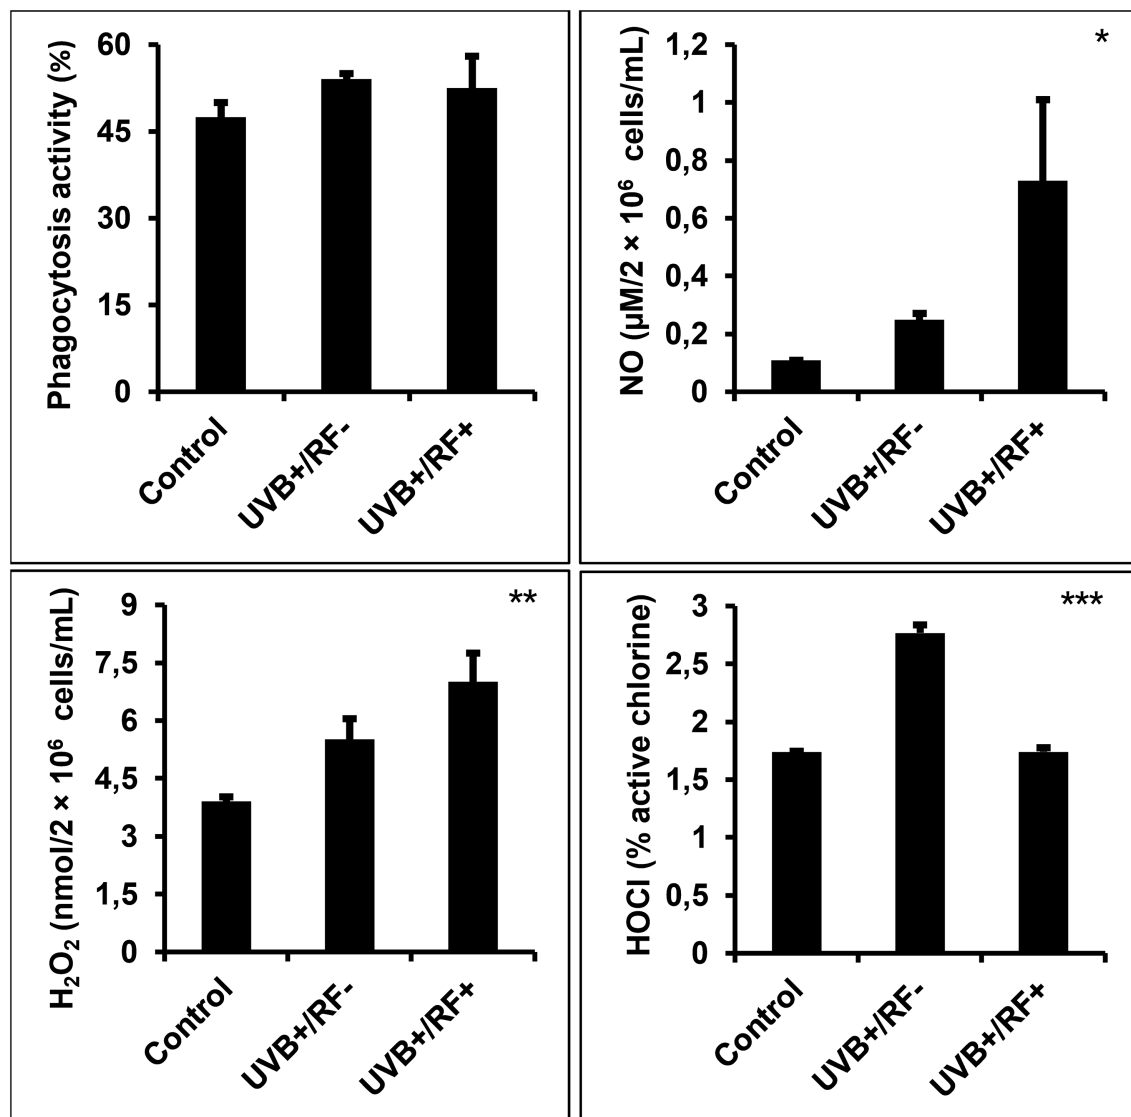 Phagocytosis activity (%)
60
45
30
15
0
Control
UVB+/RF-
UVB+/RF+
*
NO (µM/2 × 10⁶ cells/mL)
1,2
1
0,8
0,6
0,4
0,2
0
Control
UVB+/RF-
UVB+/RF+
**
H₂O₂ (nmol/2 × 10⁶ cells/mL)
9
7,5
6
4,5
3
1,5
0
Control
UVB+/RF-
UVB+/RF+
***
HOCl (% active chlorine)
3
2,5
2
1,5
1
0,5
0
Control
UVB+/RF-
UVB+/RF+